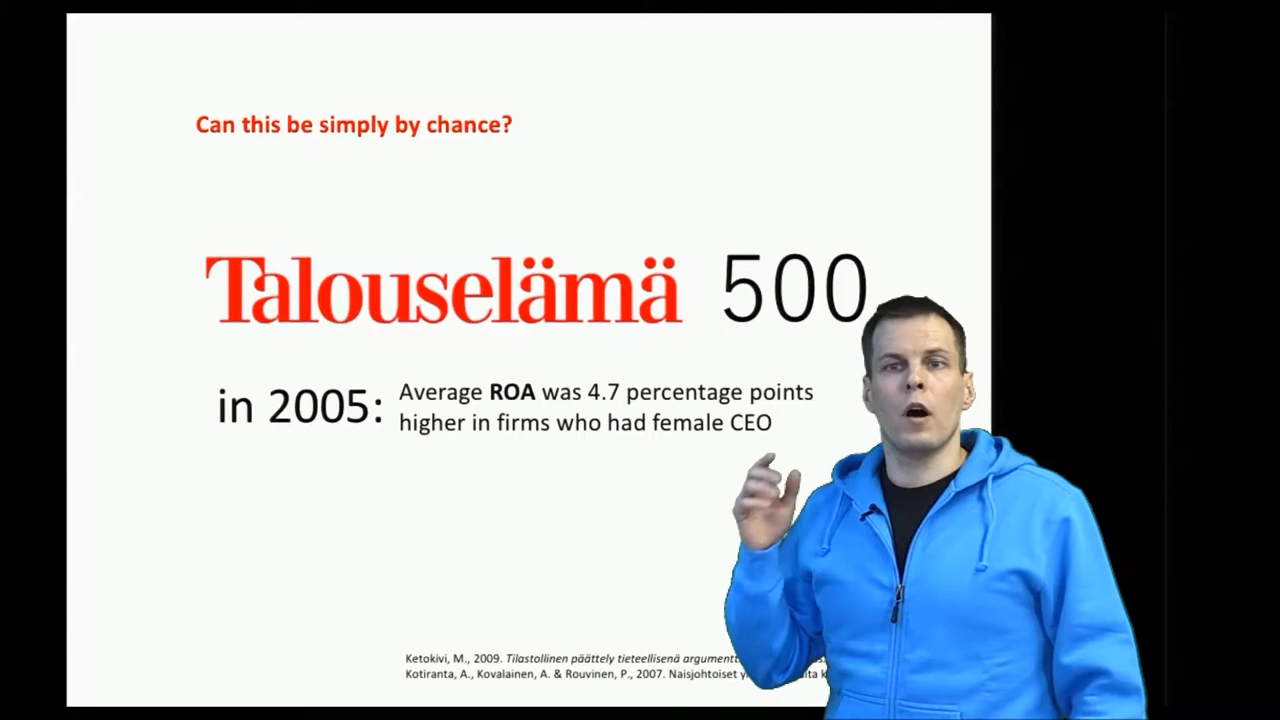 Can this be simply by chance?
Talouselämä 500
in 2005: Average ROA was 4.7 percentage points
higher in firms who had female CEO
Ketokivi, M., 2009. Tilastollinen päättely tieteellisenä
Kotiranta, A., Kovalainen, A. & Rouvinen, P., 2007. Naisjohtoiset